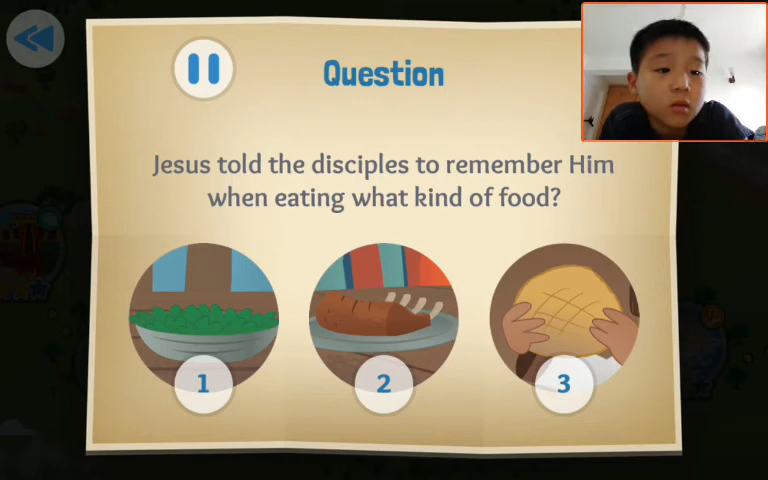 Question
Jesus told the disciples to remember Him
when eating what kind of food?
1
2
3